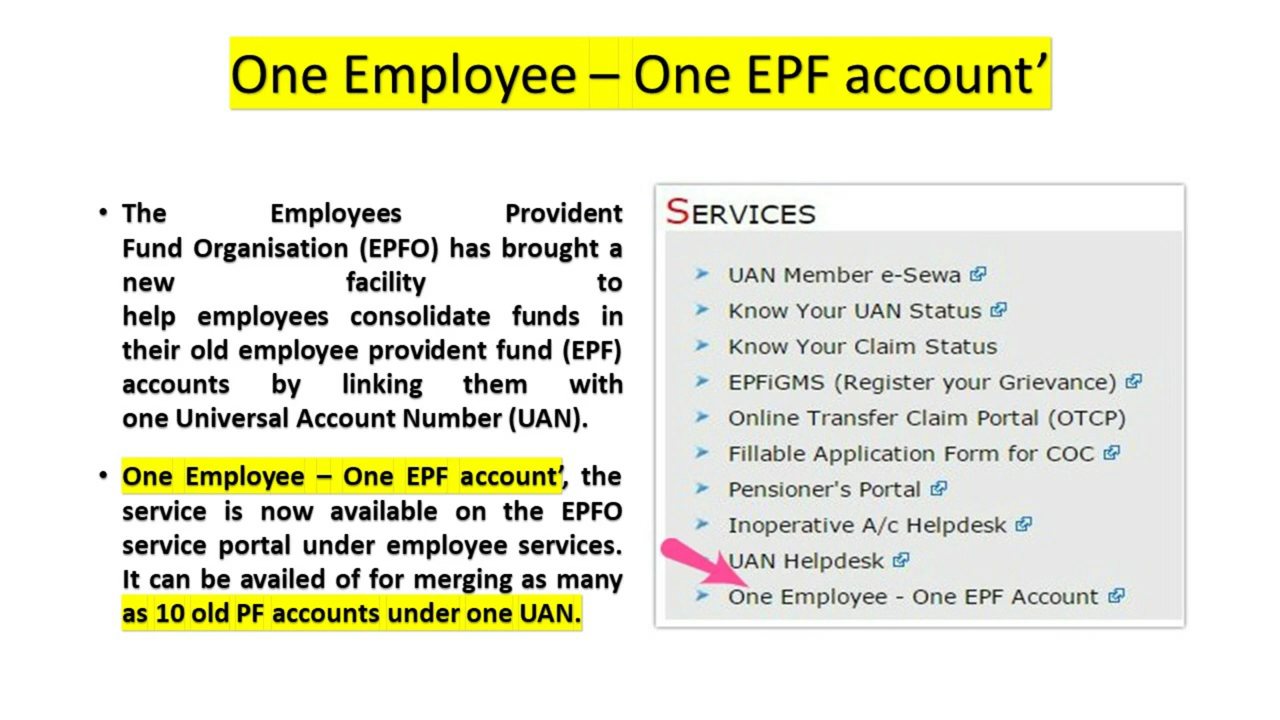 One Employee – One EPF account’
• The Employees Provident
Fund Organisation (EPFO) has brought a
new facility to
help employees consolidate funds in
their old employee provident fund (EPF)
accounts by linking them with
one Universal Account Number (UAN).
• One Employee – One EPF account’, the
service is now available on the EPFO
service portal under employee services.
It can be availed of for merging as many
as 10 old PF accounts under one UAN.
SERVICES
UAN Member e-Sewa
Know Your UAN Status
Know Your Claim Status
EPFiGMS (Register your Grievance)
Online Transfer Claim Portal (OTCP)
Fillable Application Form for COC
Pensioner's Portal
Inoperative A/c Helpdesk
UAN Helpdesk
One Employee - One EPF Account